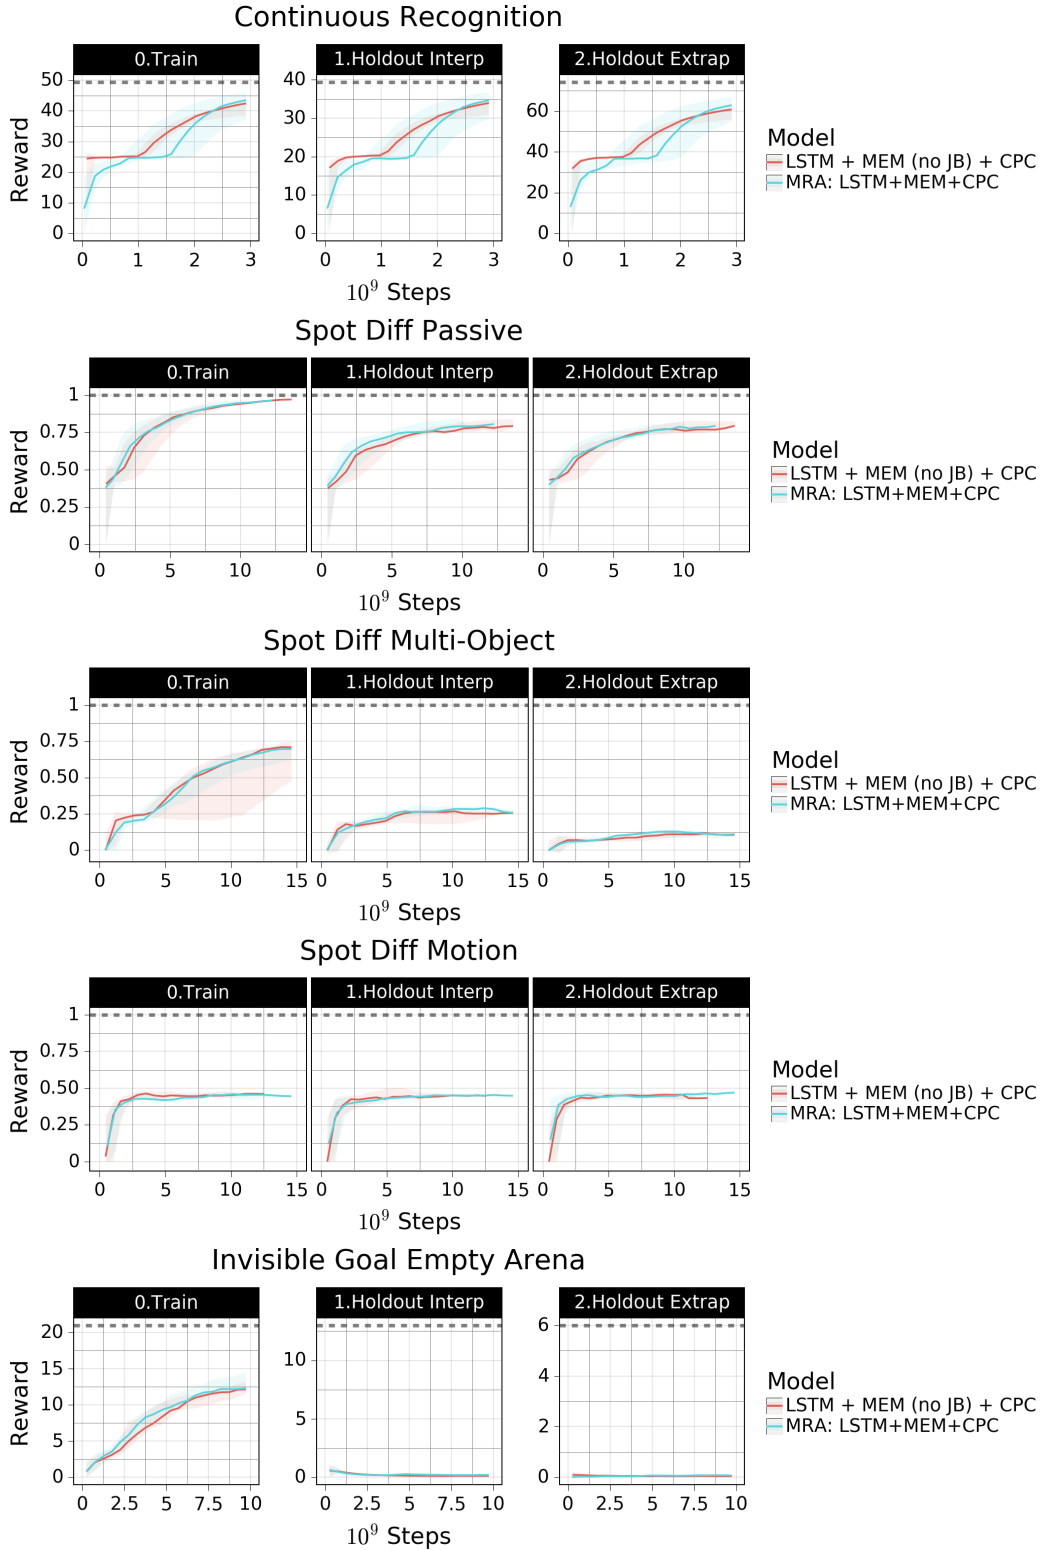 Continuous Recognition
0.Train
1.Holdout Interp
2.Holdout Extrap
50
40
30
20
10
0
40
30
20
10
0
60
40
20
0
Reward
0 1 2 3
0 1 2 3
0 1 2 3
10^9 Steps
Model
LSTM + MEM (no JB) + CPC
MRA: LSTM+MEM+CPC
Spot Diff Passive
0.Train
1.Holdout Interp
2.Holdout Extrap
1
0.75
0.50
0.25
0
Reward
0 5 10
0 5 10
0 5 10
10^9 Steps
Model
LSTM + MEM (no JB) + CPC
MRA: LSTM+MEM+CPC
Spot Diff Multi-Object
0.Train
1.Holdout Interp
2.Holdout Extrap
1
0.75
0.50
0.25
0
Reward
0 5 10 15
0 5 10 15
0 5 10 15
10^9 Steps
Model
LSTM + MEM (no JB) + CPC
MRA: LSTM+MEM+CPC
Spot Diff Motion
0.Train
1.Holdout Interp
2.Holdout Extrap
1
0.75
0.50
0.25
0
Reward
0 5 10 15
0 5 10 15
0 5 10 15
10^9 Steps
Model
LSTM + MEM (no JB) + CPC
MRA: LSTM+MEM+CPC
Invisible Goal Empty Arena
0.Train
1.Holdout Interp
2.Holdout Extrap
20
15
10
5
0
10
5
0
6
4
2
0
Reward
0 2.5 5 7.5 10
0 2.5 5 7.5 10
0 2.5 5 7.5 10
10^9 Steps
Model
LSTM + MEM (no JB) + CPC
MRA: LSTM+MEM+CPC